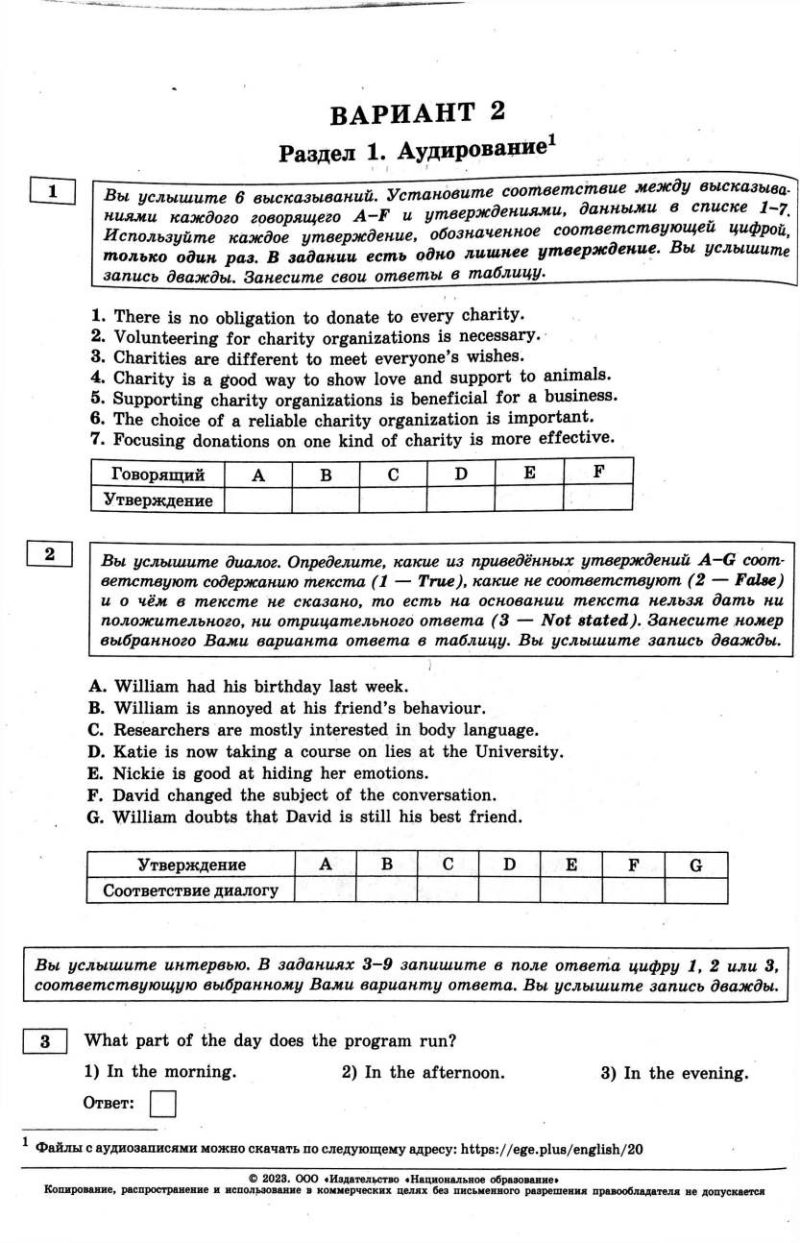 ВАРИАНТ 2
Раздел 1. Аудирование¹
1
Вы услышите 6 высказываний. Установите соответствие между высказыва-
ниями каждого говорящего A–F и утверждениями, данными в списке 1–7.
Используйте каждое утверждение, обозначенное соответствующей цифрой,
только один раз. В задании есть одно лишнее утверждение. Вы услышите
запись дважды. Занесите свои ответы в таблицу.
1. There is no obligation to donate to every charity.
2. Volunteering for charity organizations is necessary.
3. Charities are different to meet everyone's wishes.
4. Charity is a good way to show love and support to animals.
5. Supporting charity organizations is beneficial for a business.
6. The choice of a reliable charity organization is important.
7. Focusing donations on one kind of charity is more effective.
Говорящий A B C D E F
Утверждение
2
Вы услышите диалог. Определите, какие из приведённых утверждений A–G соот-
ветствуют содержанию текста (1 — True), какие не соответствуют (2 — False)
и о чём в тексте не сказано, то есть на основании текста нельзя дать ни
положительного, ни отрицательного ответа (3 — Not stated). Занесите номер
выбранного Вами варианта ответа в таблицу. Вы услышите запись дважды.
A. William had his birthday last week.
B. William is annoyed at his friend's behaviour.
C. Researchers are mostly interested in body language.
D. Katie is now taking a course on lies at the University.
E. Nickie is good at hiding her emotions.
F. David changed the subject of the conversation.
G. William doubts that David is still his best friend.
Утверждение A B C D E F G
Соответствие диалогу
Вы услышите интервью. В заданиях 3–9 запишите в поле ответа цифру 1, 2 или 3,
соответствующую выбранному Вами варианту ответа. Вы услышите запись дважды.
3 What part of the day does the program run?
1) In the morning. 2) In the afternoon. 3) In the evening.
Ответ:
¹ Файлы с аудиозаписями можно скачать по следующему адресу: https://ege.plus/english/20
© 2023. ООО «Издательство «Национальное образование»
Копирование, распространение и использование в коммерческих целях без письменного разрешения правообладателя не допускается